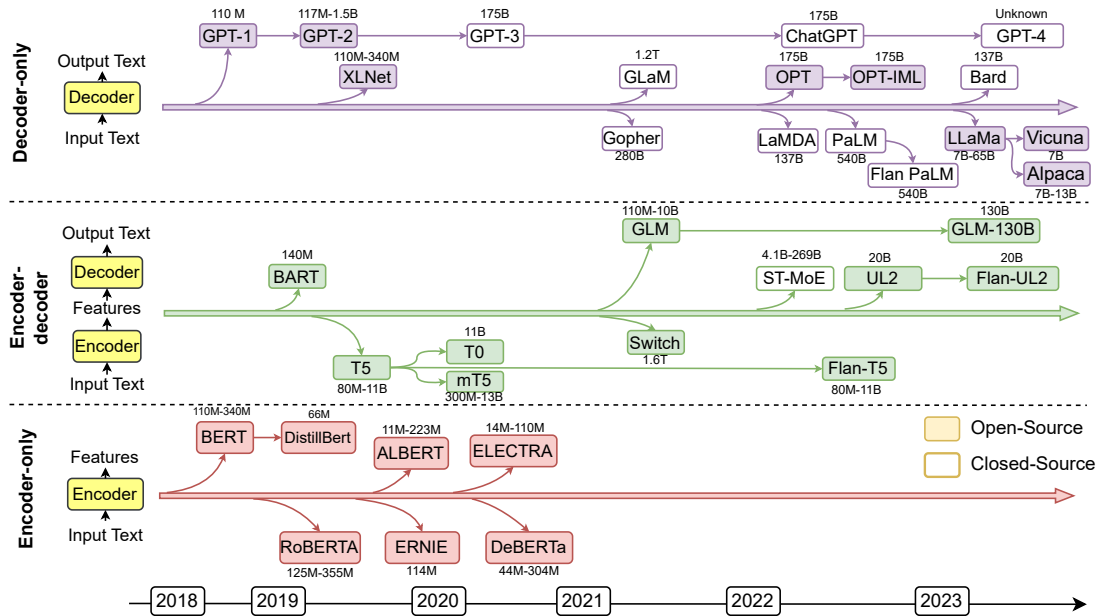 Decoder-only
Output Text
Decoder
Input Text
110 M
GPT-1
117M-1.5B
GPT-2
175B
GPT-3
175B
ChatGPT
Unknown
GPT-4
110M-340M
XLNet
1.2T
GLaM
175B
OPT
175B
OPT-IML
137B
Bard
Gopher
280B
LaMDA
137B
PaLM
540B
Flan PaLM
540B
LLaMa
7B-65B
Vicuna
7B
Alpaca
7B-13B
Encoder-
decoder
Output Text
Decoder
Features
Encoder
Input Text
110M-10B
GLM
130B
GLM-130B
140M
BART
4.1B-269B
ST-MoE
20B
UL2
20B
Flan-UL2
Switch
1.6T
T5
80M-11B
11B
T0
mT5
300M-13B
Flan-T5
80M-11B
Encoder-only
Features
Encoder
Input Text
110M-340M
BERT
66M
DistillBert
11M-223M
ALBERT
14M-110M
ELECTRA
RoBERTA
125M-355M
ERNIE
114M
DeBERTa
44M-304M
Open-Source
Closed-Source
2018
2019
2020
2021
2022
2023